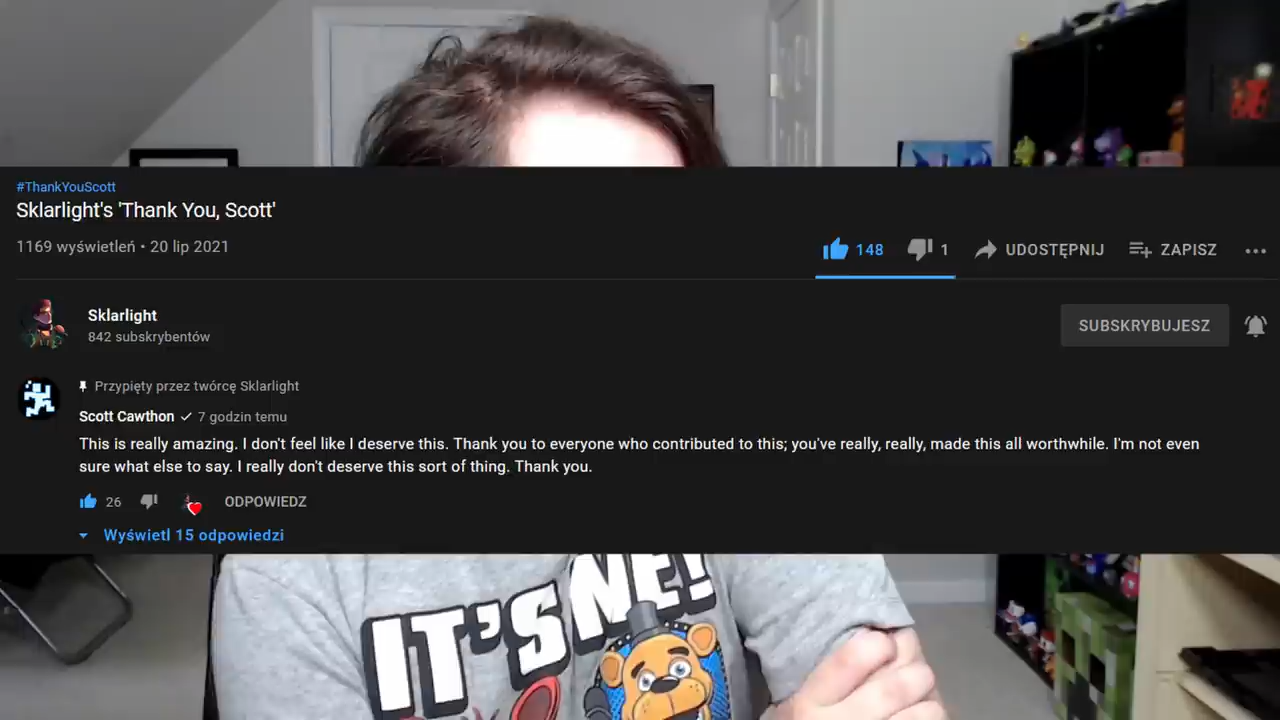 #ThankYouScott
Sklarlight's 'Thank You, Scott'
1169 wyświetleń • 20 lip 2021
148
1
UDOSTĘPNIJ
ZAPISZ
Sklarlight
842 subskrybentów
SUBSKRYBUJESZ
Przypięty przez twórcę Sklarlight
Scott Cawthon
7 godzin temu
This is really amazing. I don't feel like I deserve this. Thank you to everyone who contributed to this; you've really, really, made this all worthwhile. I'm not even
sure what else to say. I really don't deserve this sort of thing. Thank you.
26
ODPOWIEDZ
Wyświetl 15 odpowiedzi
IT'S ME!